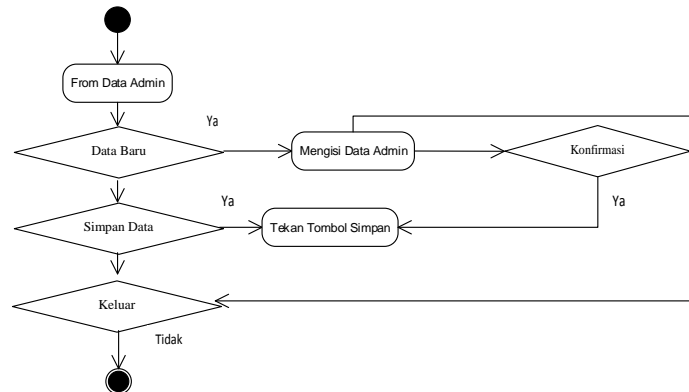 From Data Admin
Ya
Data Baru
Mengisi Data Admin
Konfirmasi
Ya
Ya
Simpan Data
Tekan Tombol Simpan
Keluar
Tidak